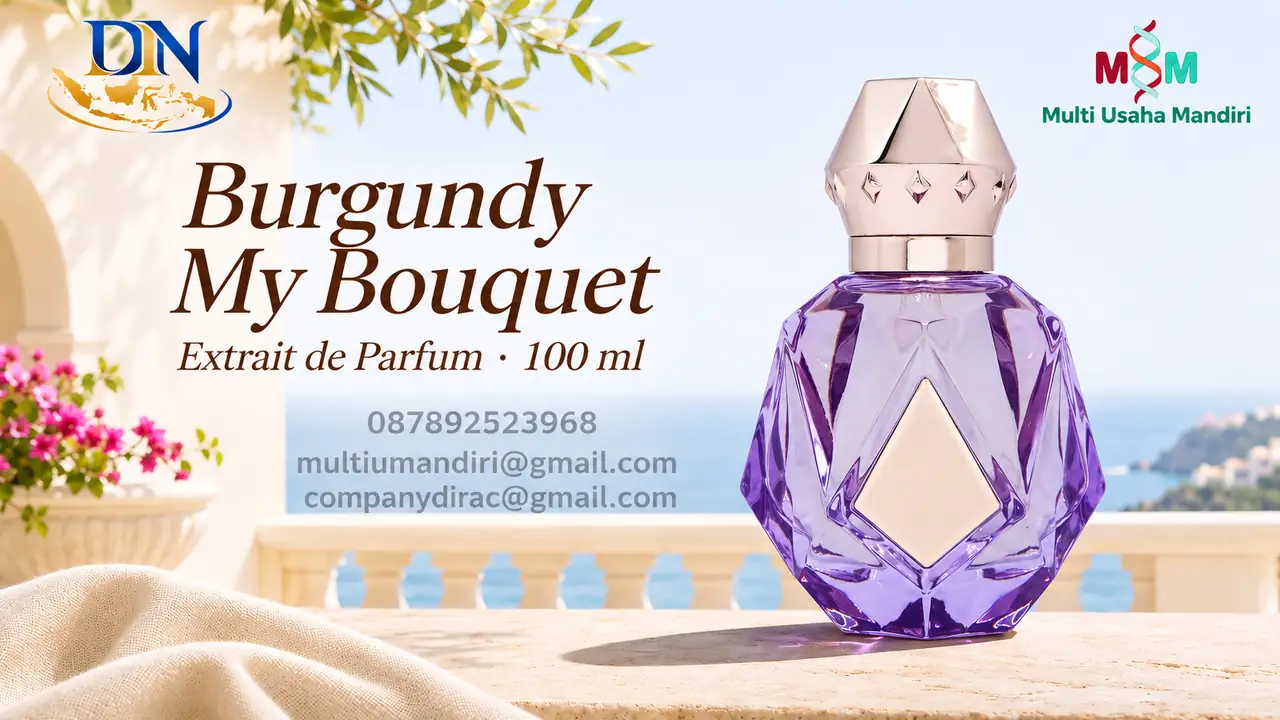 DN
MSM
Multi Usaha Mandiri
Burgundy
My Bouquet
Extrait de Parfum · 100 ml
087892523968
multiumandiri@gmail.com
companydirac@gmail.com